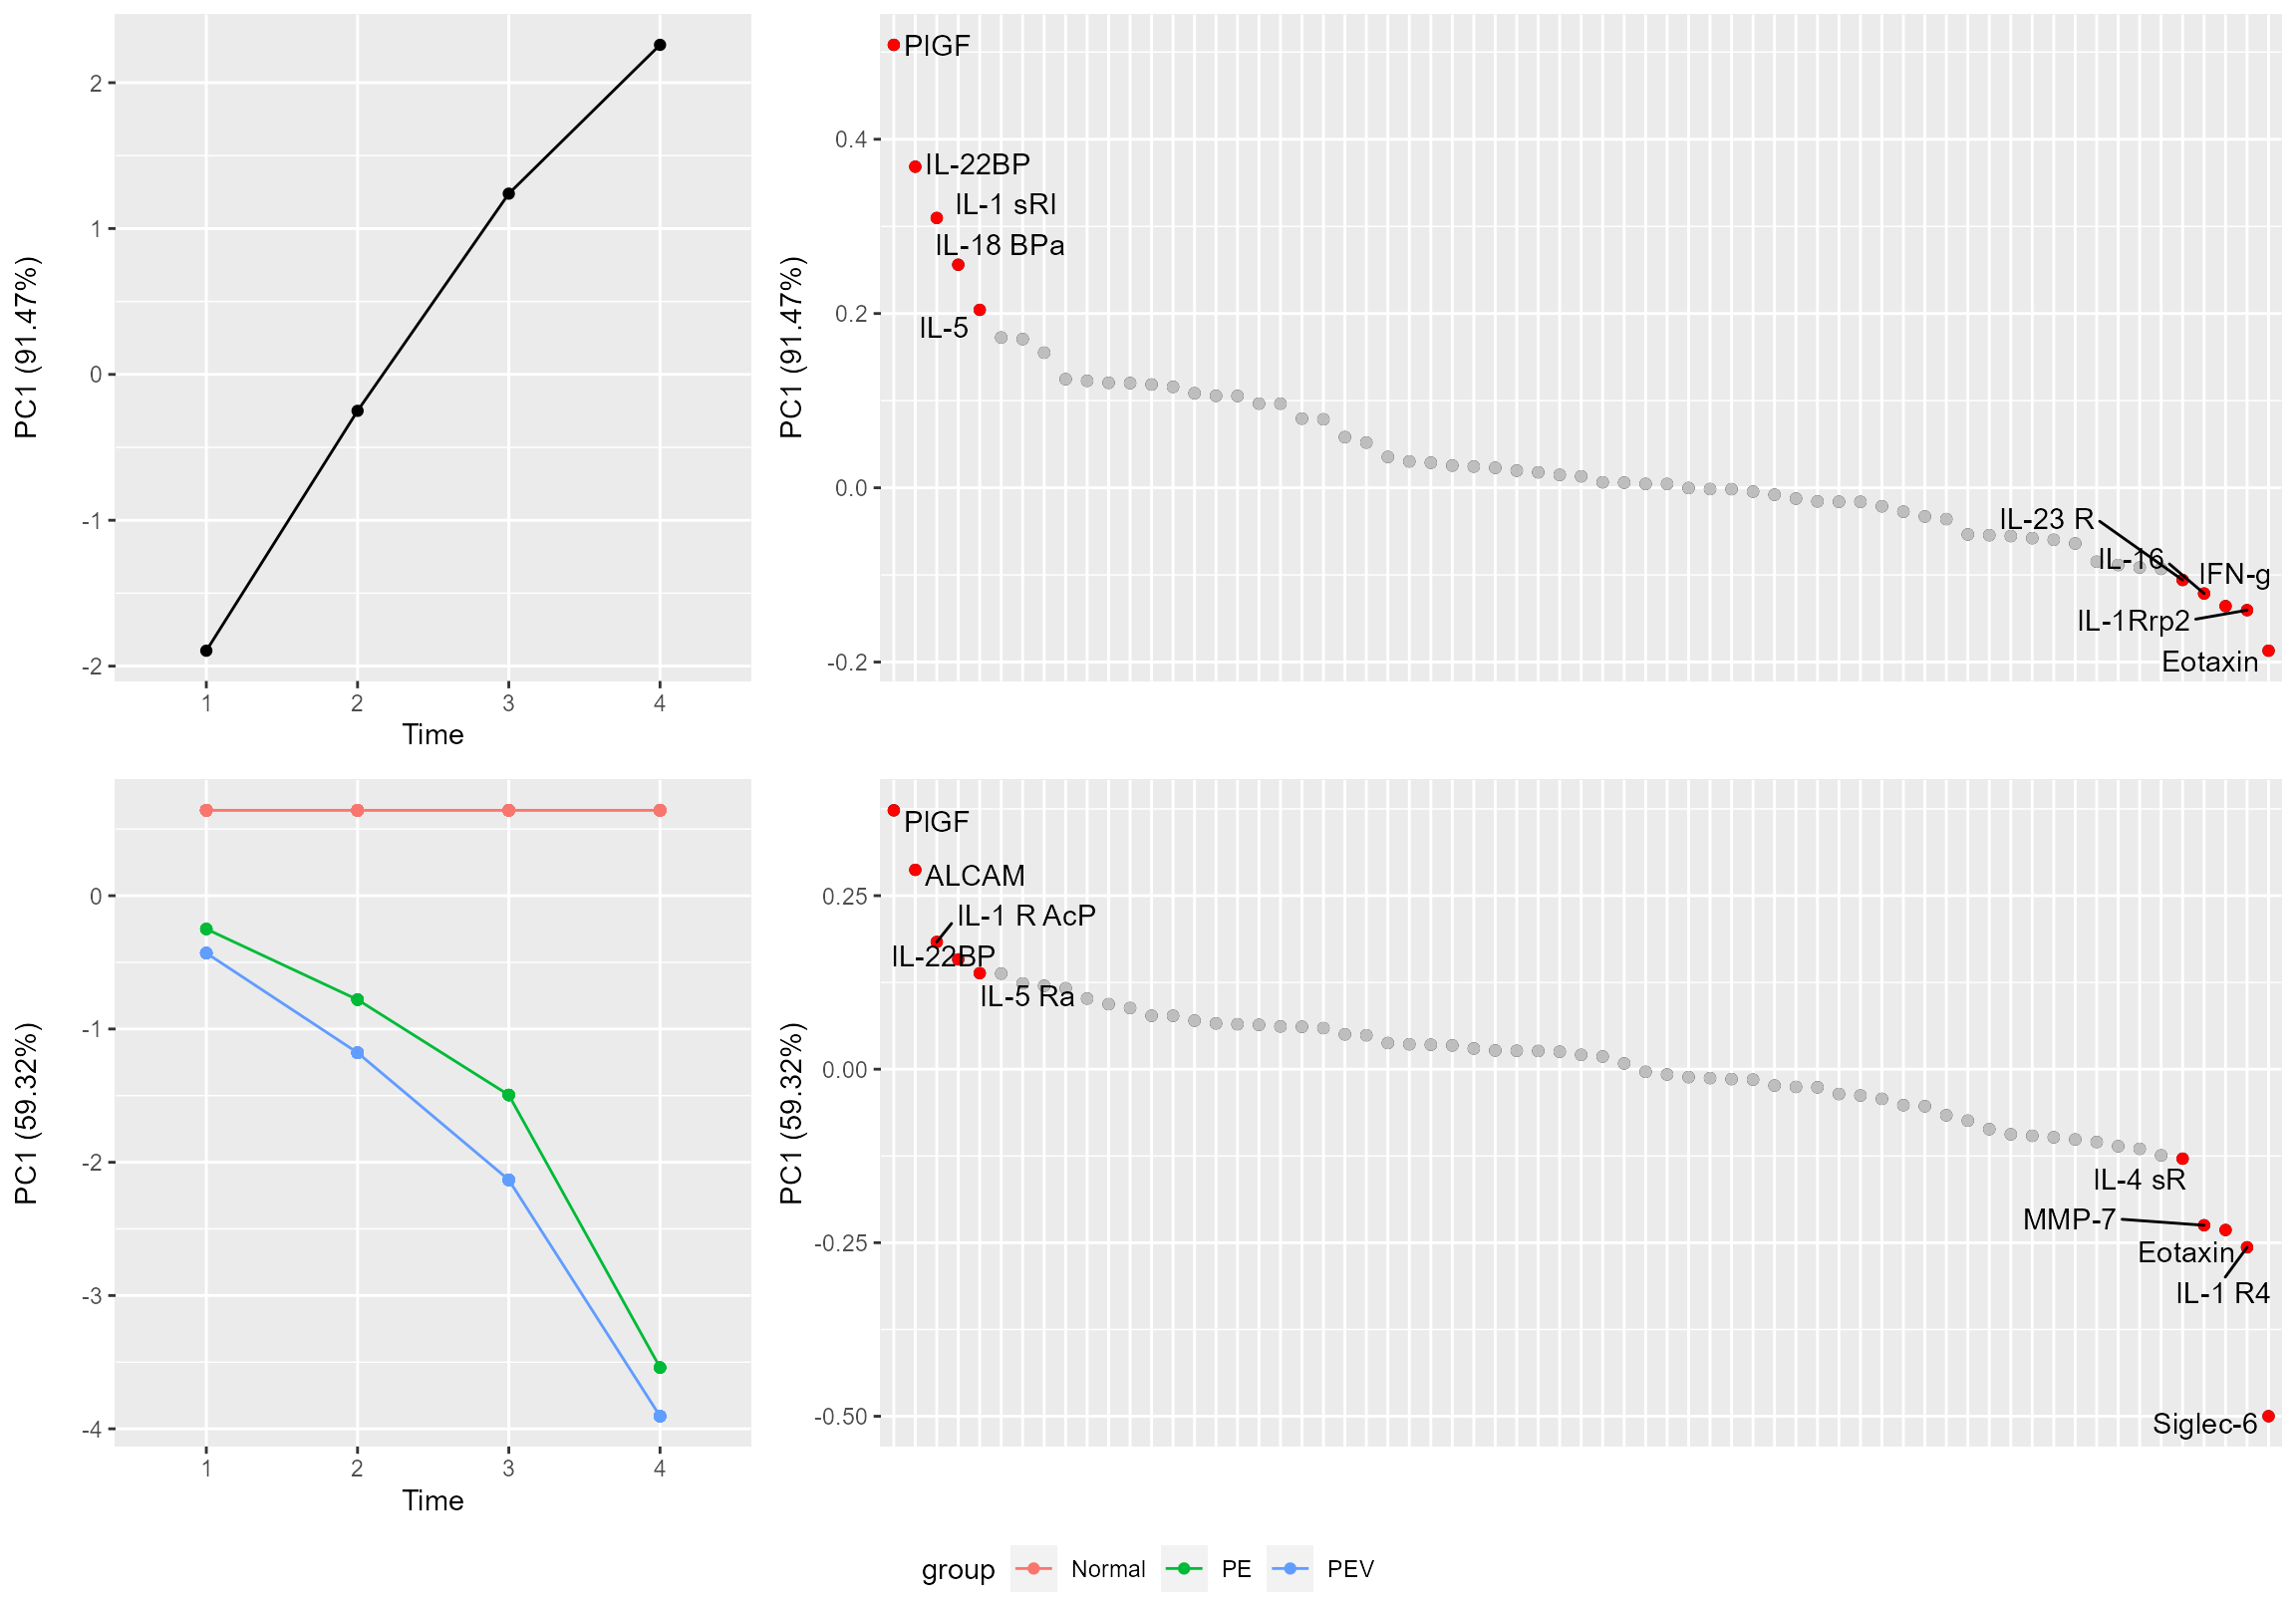 PC1 (91.47%)
2
1
0
-1
-2
1 2 3 4
Time
PC1 (91.47%)
0.4
0.2
0.0
-0.2
PlGF
IL-22BP
IL-1 sRI
IL-18 BPa
IL-5
IL-23 R
IL-16
IFN-g
IL-1Rrp2
Eotaxin
PC1 (59.32%)
0
-1
-2
-3
-4
1 2 3 4
Time
PC1 (59.32%)
0.25
0.00
-0.25
-0.50
PlGF
ALCAM
IL-1 R AcP
IL-22BP
IL-5 Ra
IL-4 sR
MMP-7
Eotaxin
IL-1 R4
Siglec-6
group Normal PE PEV